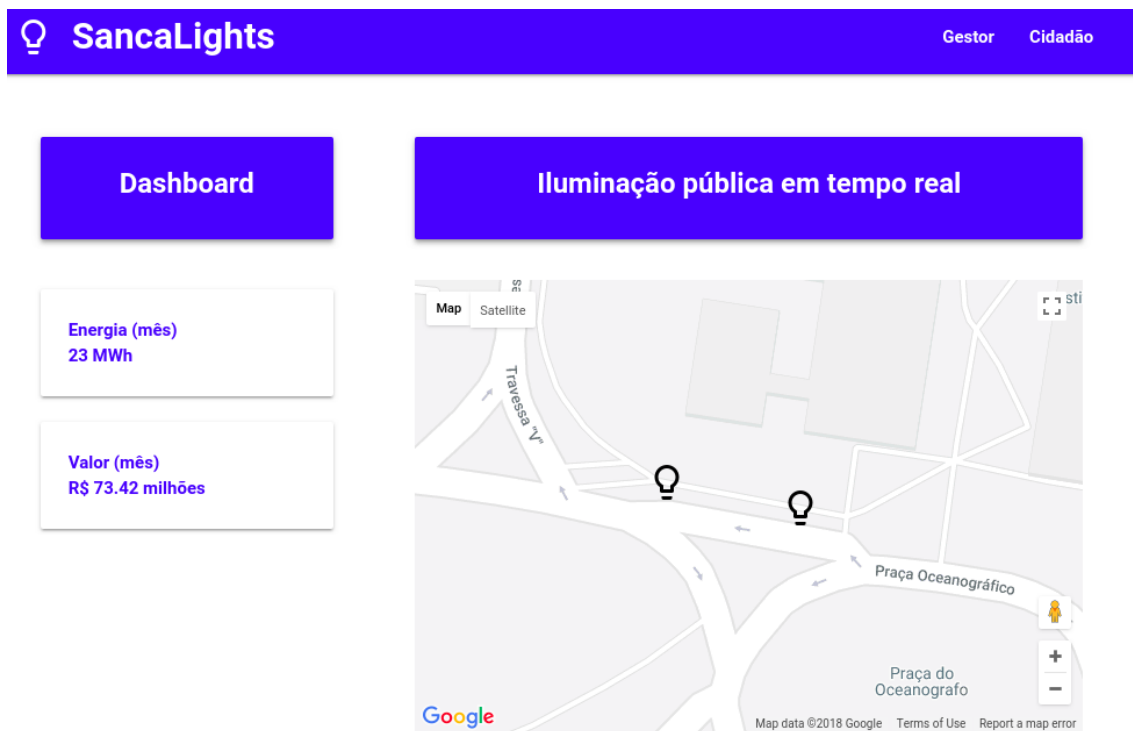 SancaLights
Gestor
Cidadão
Dashboard
Iluminação pública em tempo real
Energia (mês)
23 MWh
Valor (mês)
R$ 73.42 milhões
Map
Satellite
Travessa "V"
Praça Oceanográfico
Praça do
Oceanografo
Google
Map data ©2018 Google
Terms of Use
Report a map error